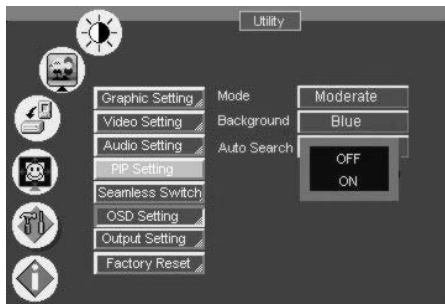 Utility
Graphic Setting
Video Setting
Audio Setting
PIP Setting
Seamless Switch
OSD Setting
Output Setting
Factory Reset
Mode Moderate
Background Blue
Auto Search
OFF
ON